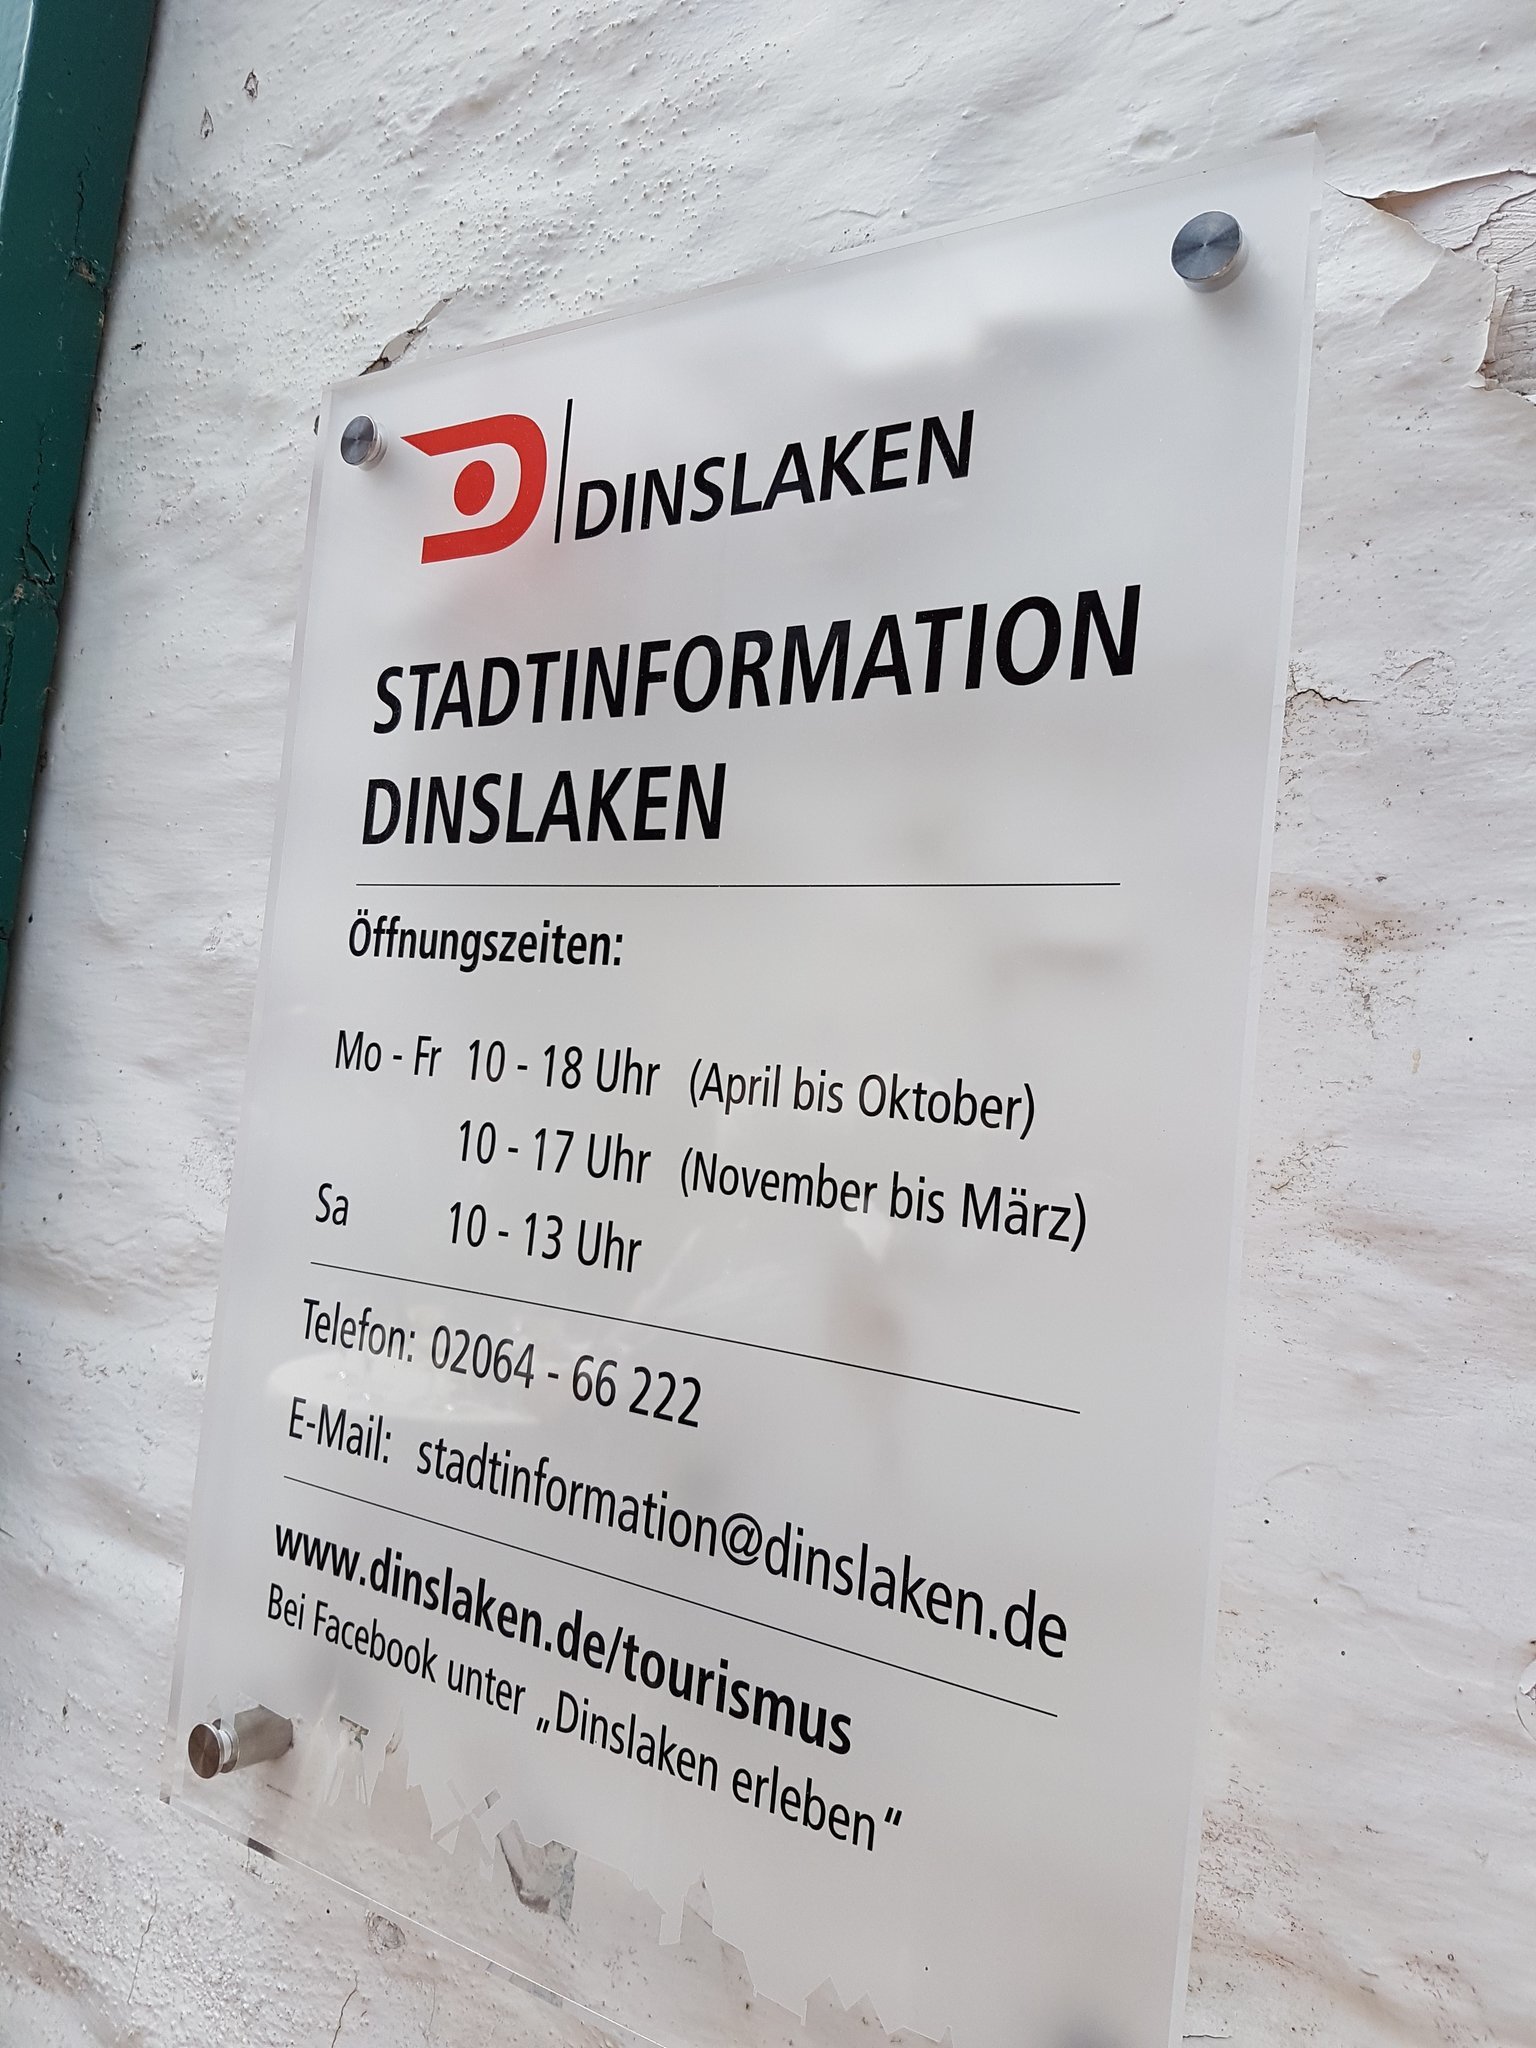 DINSLAKEN
STADTINFORMATION
DINSLAKEN
Öffnungszeiten:
Mo - Fr 10 - 18 Uhr (April bis Oktober)
10 - 17 Uhr (November bis März)
Sa 10 - 13 Uhr
Telefon: 02064 - 66 222
E-Mail: stadtinformation@dinslaken.de
www.dinslaken.de/tourismus
Bei Facebook unter „Dinslaken erleben“